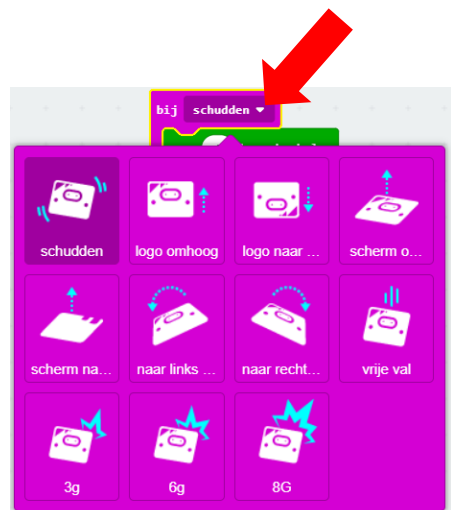 bij schudden
schudden
logo omhoog
logo naar ...
scherm o...
scherm na...
naar links ...
naar recht...
vrije val
3g
6g
8G